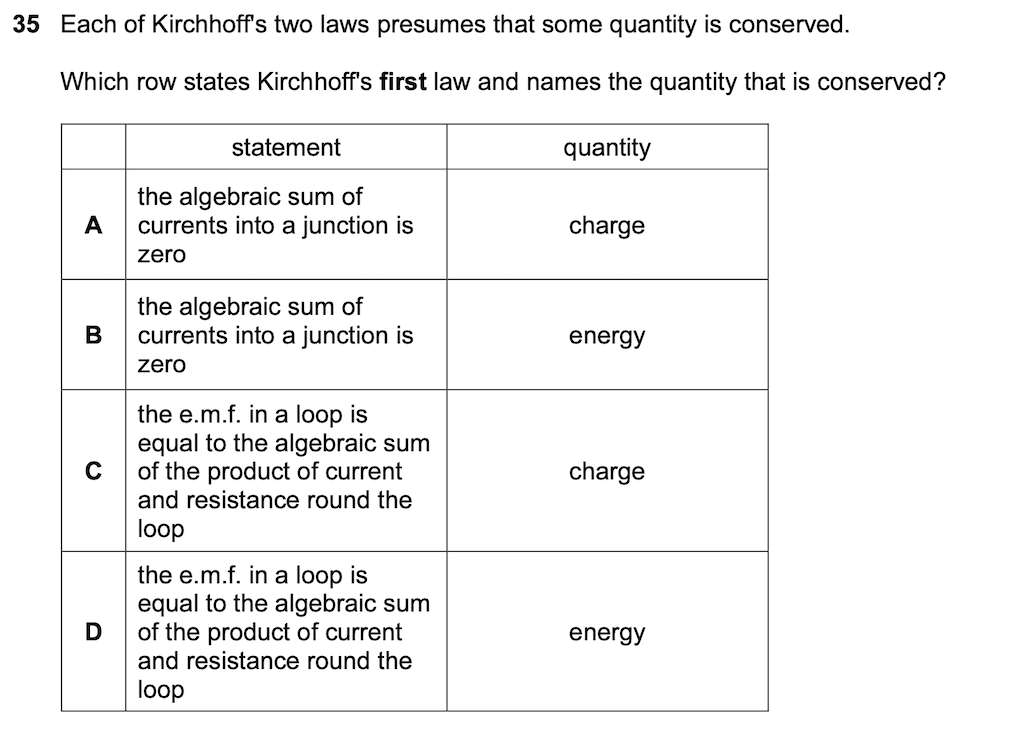 35 Each of Kirchhoff's two laws presumes that some quantity is conserved.
Which row states Kirchhoff's first law and names the quantity that is conserved?
statement quantity
A the algebraic sum of
currents into a junction is
zero
charge
B the algebraic sum of
currents into a junction is
zero
energy
C the e.m.f. in a loop is
equal to the algebraic sum
of the product of current
and resistance round the
loop
charge
D the e.m.f. in a loop is
equal to the algebraic sum
of the product of current
and resistance round the
loop
energy